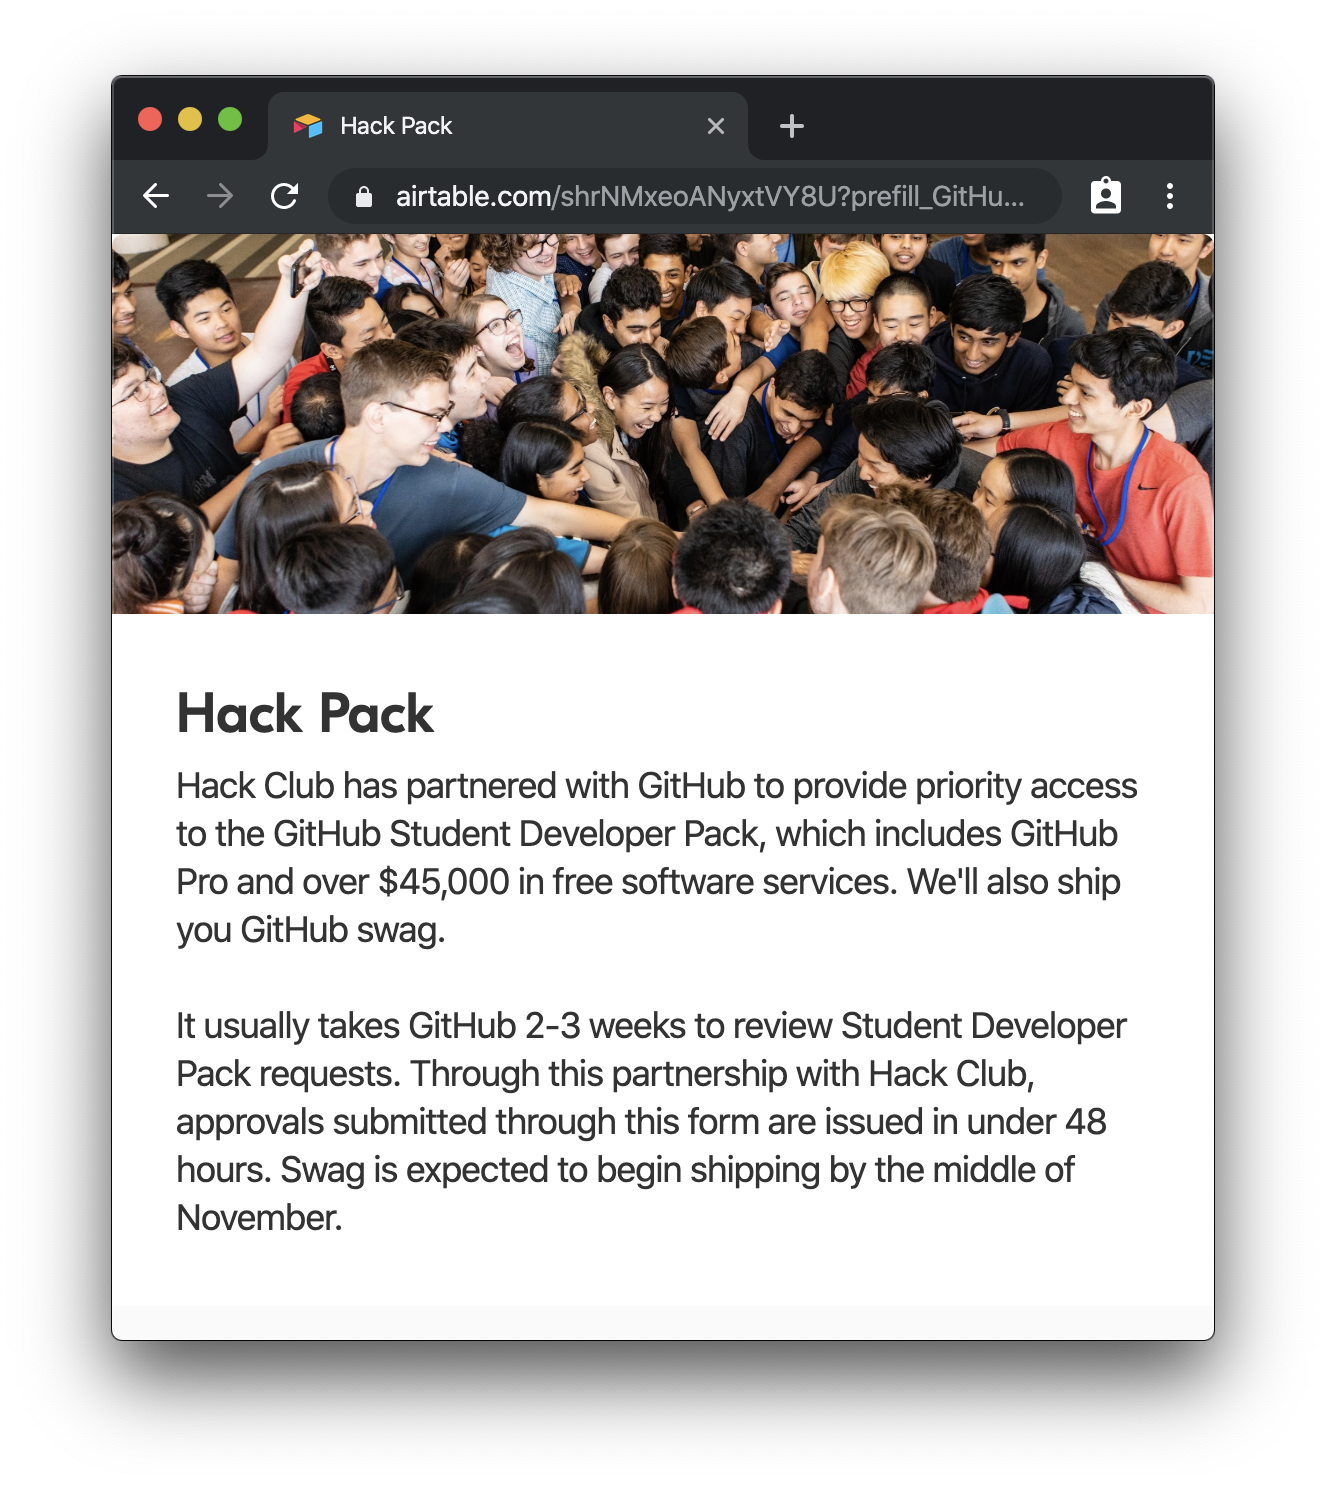 Hack Pack
airtable.com/shrNMxeoANyxtVY8U?prefill_GitHu...
Hack Pack
Hack Club has partnered with GitHub to provide priority access
to the GitHub Student Developer Pack, which includes GitHub
Pro and over $45,000 in free software services. We'll also ship
you GitHub swag.
It usually takes GitHub 2-3 weeks to review Student Developer
Pack requests. Through this partnership with Hack Club,
approvals submitted through this form are issued in under 48
hours. Swag is expected to begin shipping by the middle of
November.